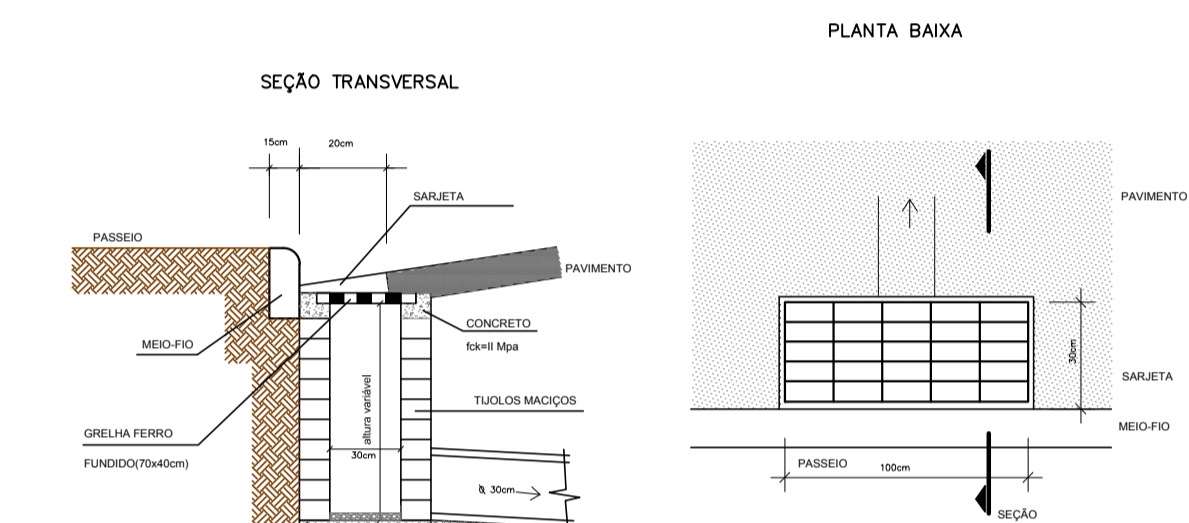 SEÇÃO TRANSVERSAL
15cm
20cm
SARJETA
PASSEIO
PAVIMENTO
CONCRETO
fck=II Mpa
MEIO-FIO
altura variável
TIJOLOS MACIÇOS
GRELHA FERRO
FUNDIDO(70x40cm)
30cm
30cm
PLANTA BAIXA
PAVIMENTO
30cm
SARJETA
MEIO-FIO
PASSEIO
100cm
SEÇÃO